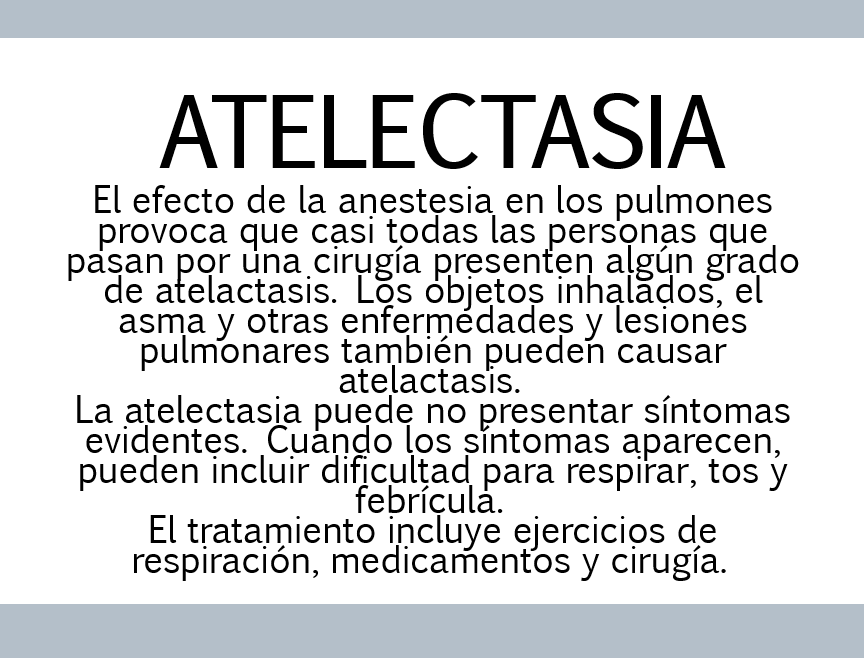 ATELECTASIA
El efecto de la anestesia en los pulmones
provoca que casi todas las personas que
pasan por una cirugía presenten algún grado
de atelactasis. Los objetos inhalados, el
asma y otras enfermedades y lesiones
pulmonares también pueden causar
atelactasis.
La atelectasia puede no presentar síntomas
evidentes. Cuando los síntomas aparecen,
pueden incluir dificultad para respirar, tos y
febrícula.
El tratamiento incluye ejercicios de
respiración, medicamentos y cirugía.